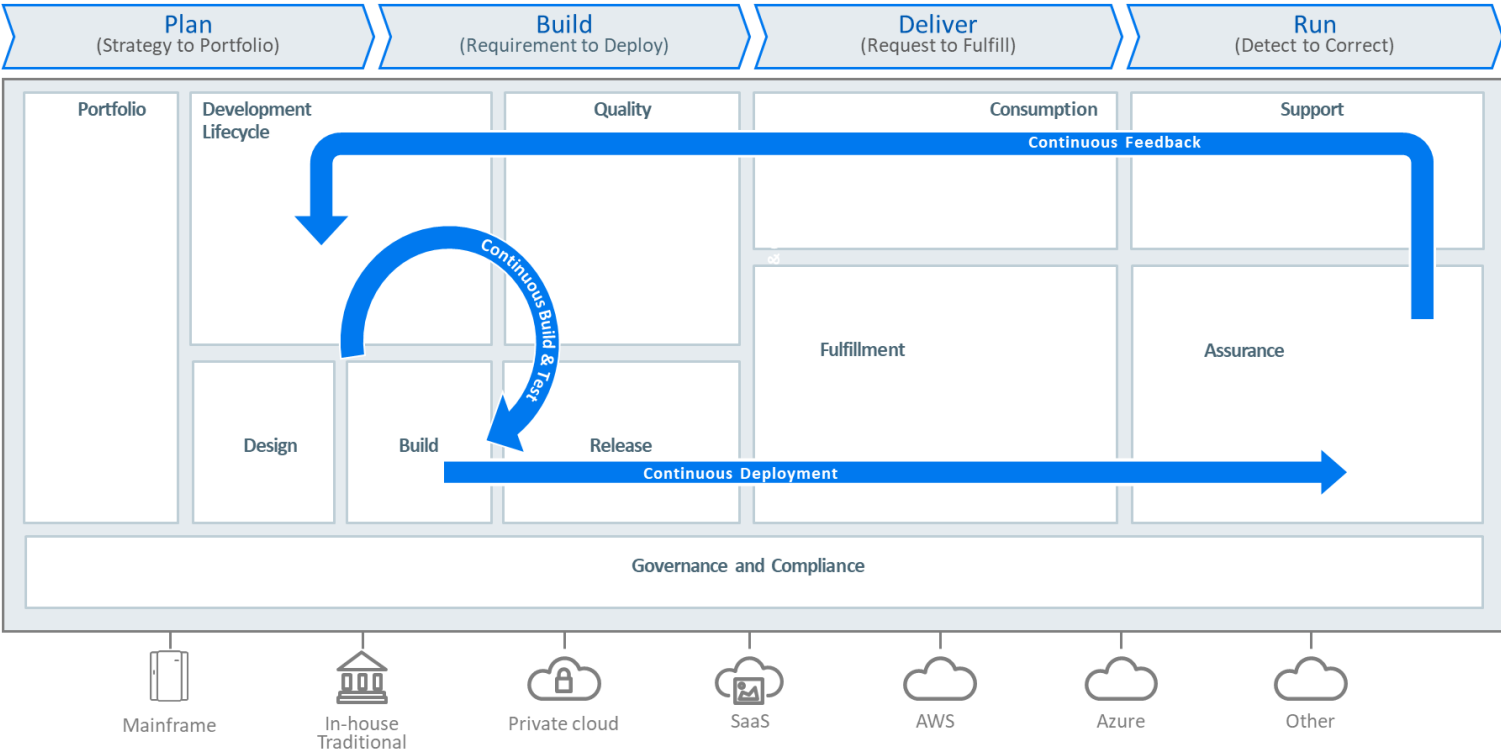 Plan
(Strategy to Portfolio)
Build
(Requirement to Deploy)
Deliver
(Request to Fulfill)
Run
(Detect to Correct)
Portfolio
Development
Lifecycle
Quality
Consumption
Support
Continuous Feedback
Continuous Build & Test
&
Fulfillment
Assurance
Design
Build
Release
Continuous Deployment
Governance and Compliance
Mainframe
In-house
Traditional
Private cloud
SaaS
AWS
Azure
Other